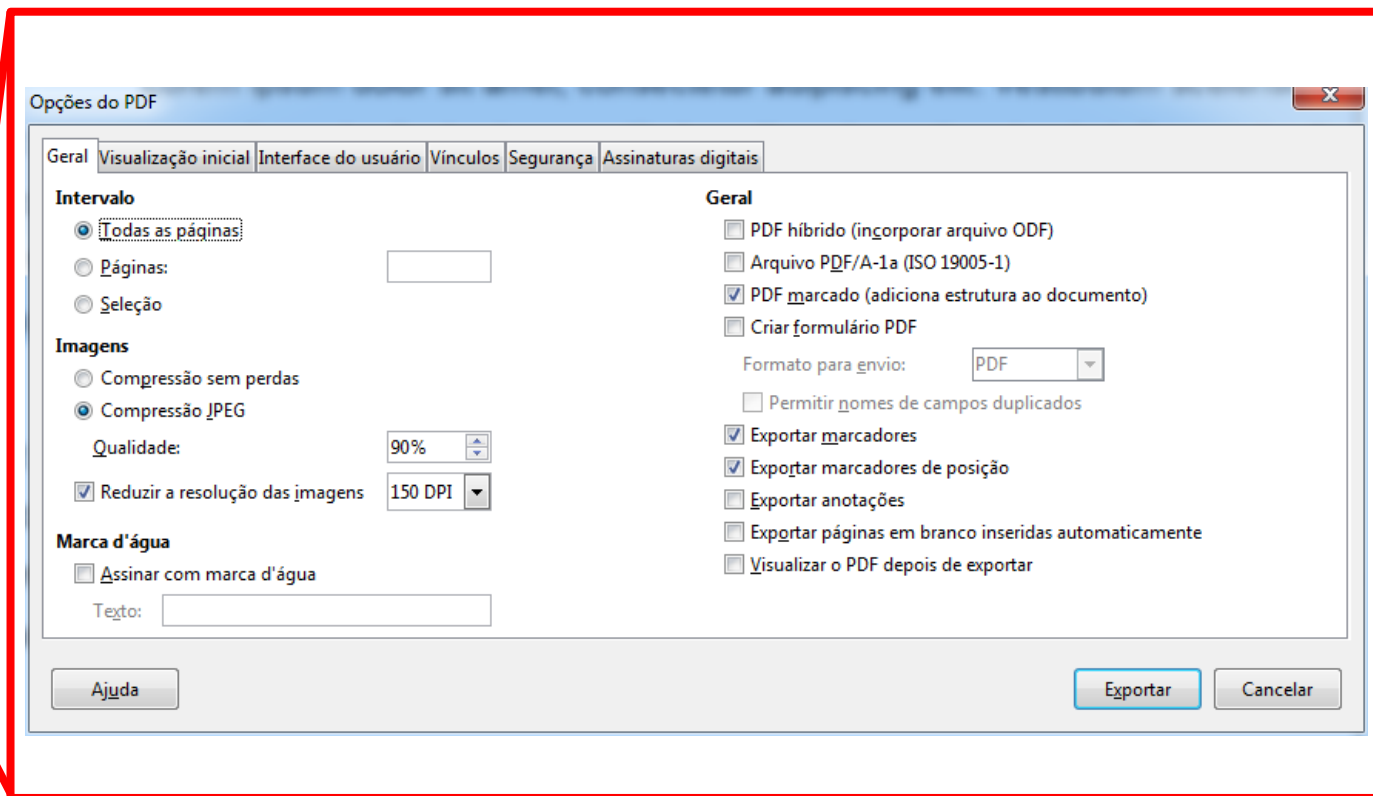 Opções do PDF
Geral Visualização inicial Interface do usuário Vínculos Segurança Assinaturas digitais
Intervalo
Todas as páginas
Páginas:
Seleção
Imagens
Compressão sem perdas
Compressão JPEG
Qualidade: 90%
Reduzir a resolução das imagens 150 DPI
Marca d'água
Assinar com marca d'água
Texto:
Geral
PDF híbrido (incorporar arquivo ODF)
Arquivo PDF/A-1a (ISO 19005-1)
PDF marcado (adiciona estrutura ao documento)
Criar formulário PDF
Formato para envio: PDF
Permitir nomes de campos duplicados
Exportar marcadores
Exportar marcadores de posição
Exportar anotações
Exportar páginas em branco inseridas automaticamente
Visualizar o PDF depois de exportar
Ajuda Exportar Cancelar